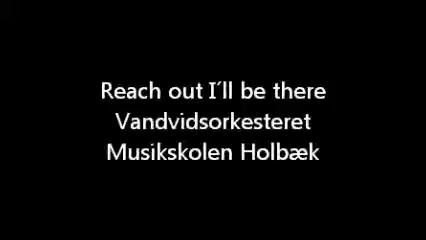 Reach out I´ll be there
Vandvidsorkesteret
Musikskolen Holbæk